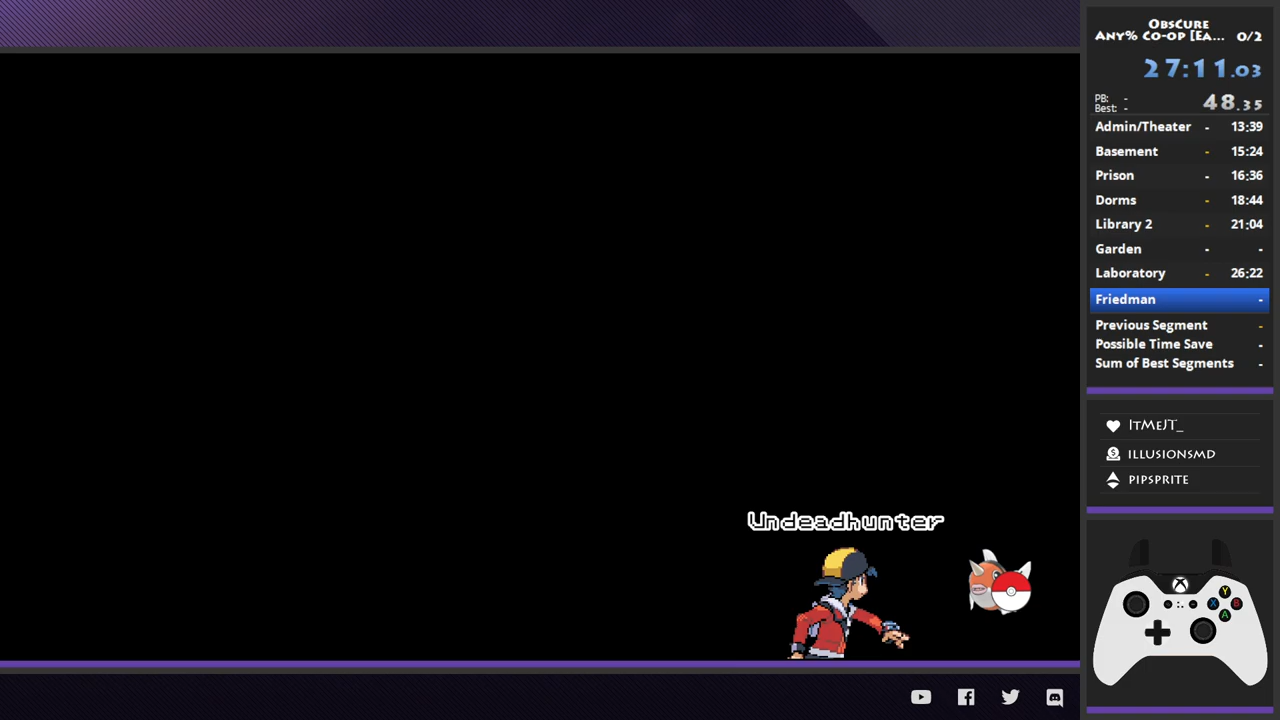 ObsCure
Any% Co-op [Ea... 0/2
27:11.03
PB: -
Best: -
48.35
Admin/Theater - 13:39
Basement - 15:24
Prison - 16:36
Dorms - 18:44
Library 2 - 21:04
Garden - -
Laboratory - 26:22
Friedman -
Previous Segment -
Possible Time Save -
Sum of Best Segments -
ItMeJT_
illusionsmd
pipsprite
Undeadhunter
Y
X B
A